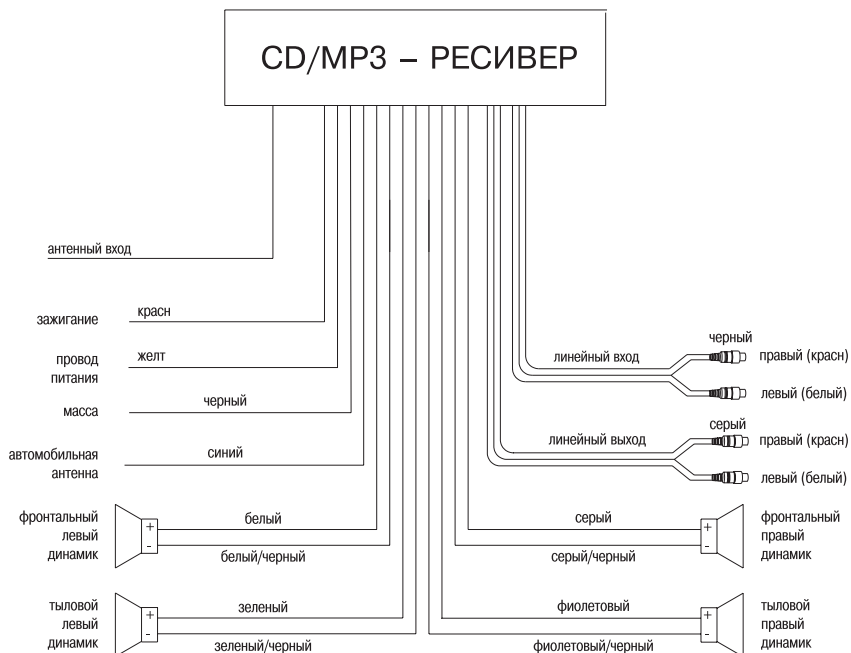 CD/MP3 – РЕСИВЕР
антенный вход
зажигание
красн
провод
питания
желт
масса
черный
автомобильная
антенна
синий
фронтальный
левый
динамик
+
-
белый
белый/черный
тыловой
левый
динамик
+
-
зеленый
зеленый/черный
линейный вход
черный
правый (красн)
левый (белый)
линейный выход
серый
правый (красн)
левый (белый)
серый
серый/черный
+
-
фронтальный
правый
динамик
фиолетовый
фиолетовый/черный
+
-
тыловой
правый
динамик